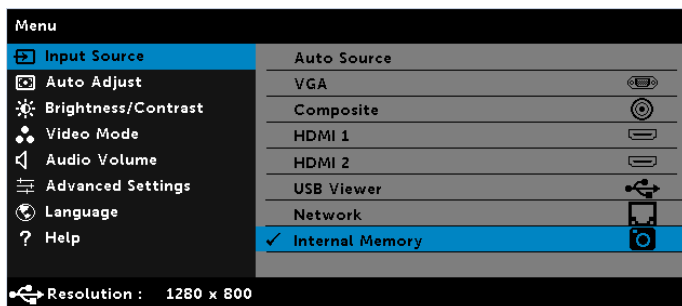 Menu
Input Source
Auto Adjust
Brightness/Contrast
Video Mode
Audio Volume
Advanced Settings
Language
? Help
Auto Source
VGA
Composite
HDMI 1
HDMI 2
USB Viewer
Network
✓ Internal Memory
Resolution : 1280 x 800